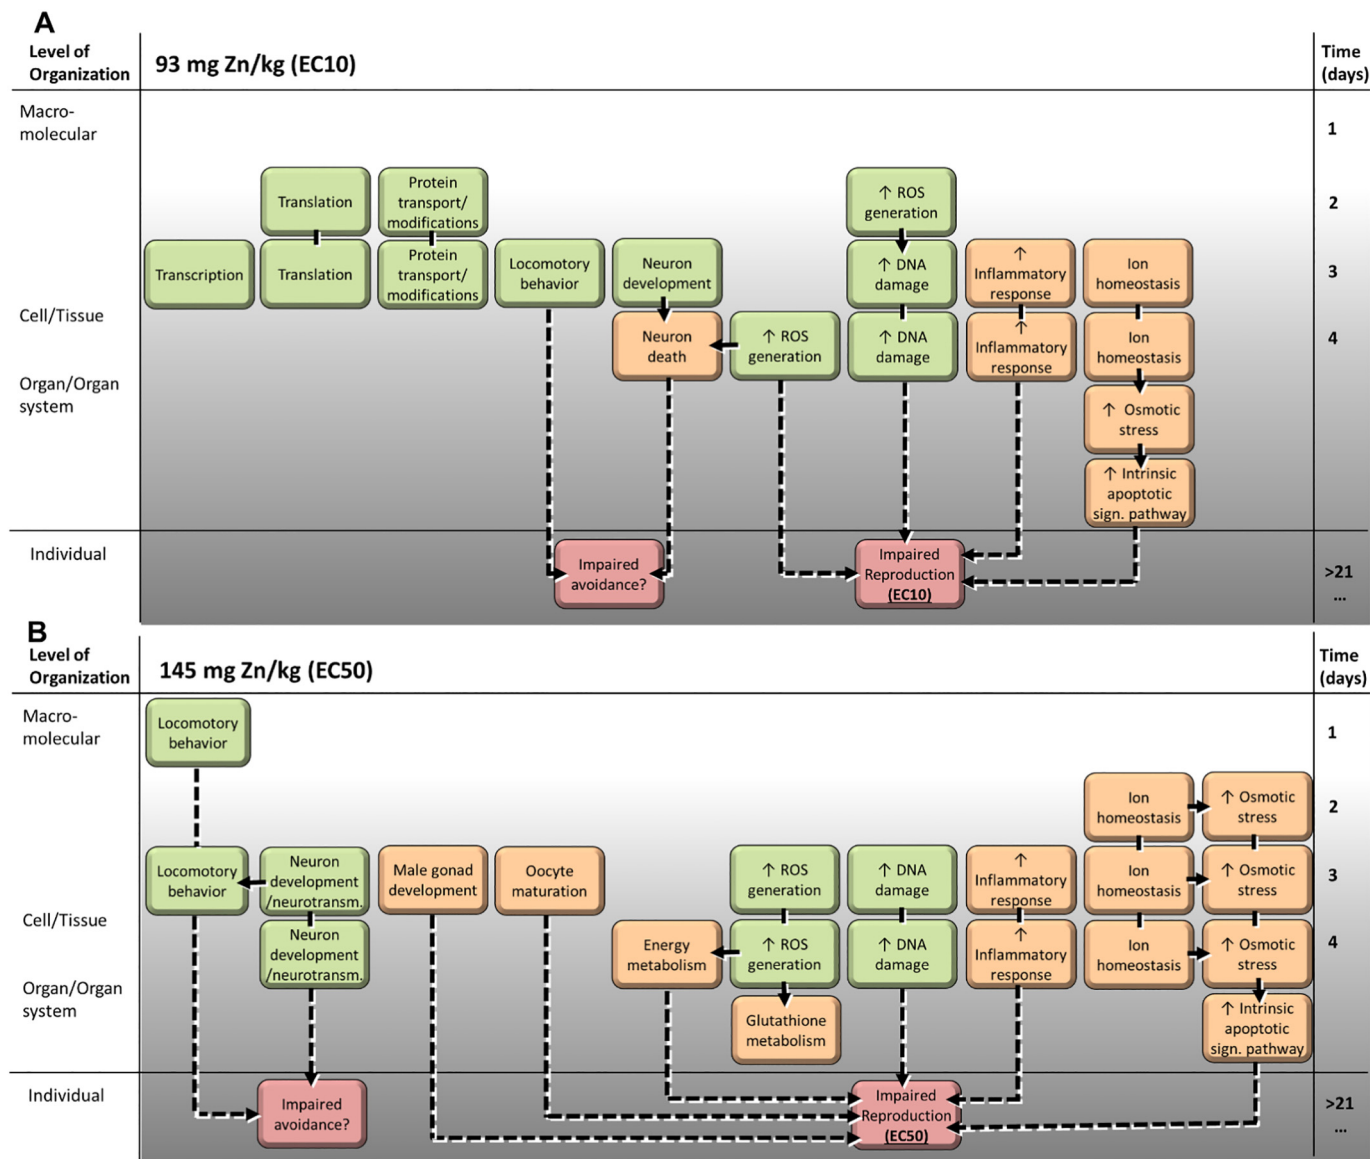 A
Level of
Organization
93 mg Zn/kg (EC10)
Time
(days)
Macro-
molecular
1
Translation
Protein
transport/
modifications
↑ ROS
generation
2
Transcription
Translation
Protein
transport/
modifications
Locomotory
behavior
Neuron
development
↑ DNA
damage
↑
Inflammatory
response
Ion
homeostasis
3
Cell/Tissue
Neuron
death
↑ ROS
generation
↑ DNA
damage
↑
Inflammatory
response
Ion
homeostasis
4
Organ/Organ
system
↑ Osmotic
stress
↑ Intrinsic
apoptotic
sign. pathway
Individual
Impaired
avoidance?
Impaired
Reproduction
(EC10)
>21
...
B
Level of
Organization
145 mg Zn/kg (EC50)
Time
(days)
Macro-
molecular
Locomotory
behavior
1
Ion
homeostasis
↑ Osmotic
stress
2
Locomotory
behavior
Neuron
development
/neurotransm.
Male gonad
development
Oocyte
maturation
↑ ROS
generation
↑ DNA
damage
↑
Inflammatory
response
Ion
homeostasis
↑ Osmotic
stress
3
Cell/Tissue
Neuron
development
/neurotransm.
Energy
metabolism
↑ ROS
generation
↑ DNA
damage
↑
Inflammatory
response
Ion
homeostasis
↑ Osmotic
stress
4
Organ/Organ
system
Glutathione
metabolism
↑ Intrinsic
apoptotic
sign. pathway
Individual
Impaired
avoidance?
Impaired
Reproduction
(EC50)
>21
...